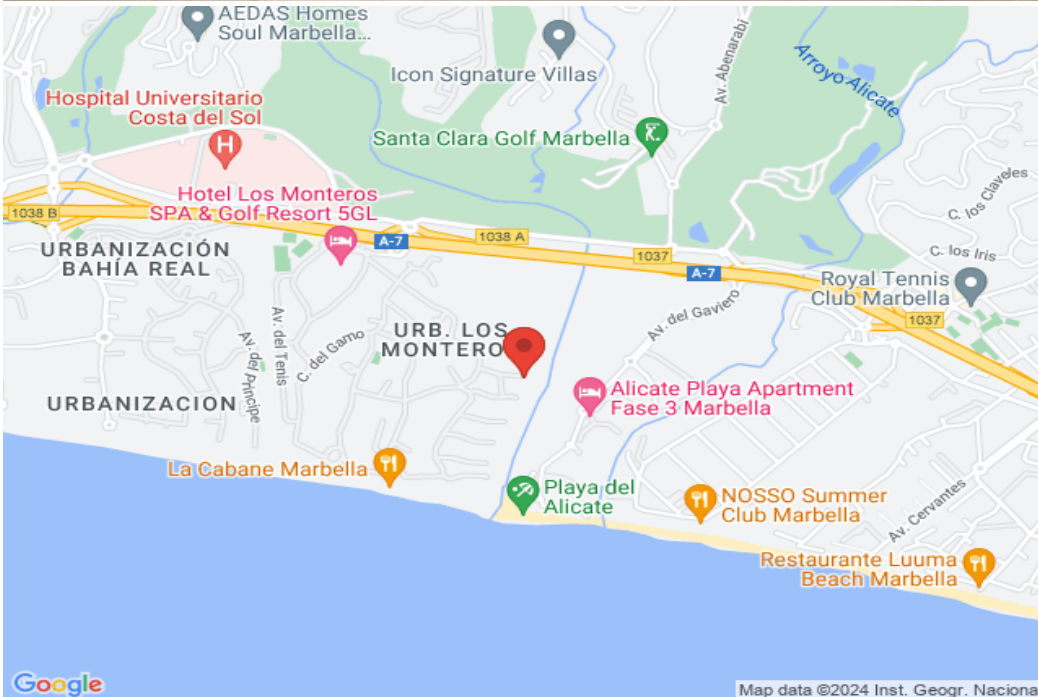 AEDAS Homes
Soul Marbella...
Icon Signature Villas
Av. Abenarabi
Arroyo Alicate
Hospital Universitario
Costa del Sol
H
Santa Clara Golf Marbella
Hotel Los Monteros
SPA & Golf Resort 5GL
C. los Claveles
1038 B
A-7
1038 A
1037
A-7
C. los Iris
URBANIZACIÓN
BAHÍA REAL
Royal Tennis
Club Marbella
1037
Av. del Tenis
Av. del Príncipe
C. del Gamo
URB. LOS
MONTERO
Av. del Gaviero
URBANIZACION
Alicate Playa Apartment
Fase 3 Marbella
La Cabane Marbella
Playa del
Alicate
NOSSO Summer
Club Marbella
Av. Cervantes
Restaurante Luuma
Beach Marbella
Google
Map data ©2024 Inst. Geogr. Naciona